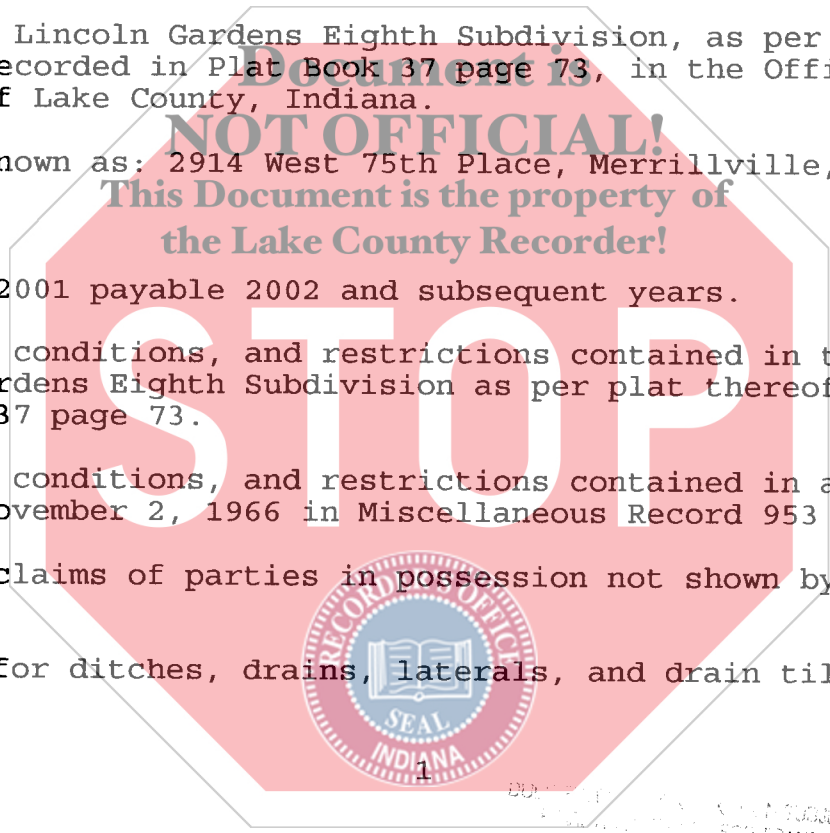 Lincoln Gardens Eighth Subdivision, as per
ecorded in Plat Book 37 page 73, in the Offi
f Lake County, Indiana.
nown as: 2914 West 75th Place, Merrillville,
2001 payable 2002 and subsequent years.
conditions, and restrictions contained in t
rdens Eighth Subdivision as per plat thereof
37 page 73.
conditions, and restrictions contained in a
ovember 2, 1966 in Miscellaneous Record 953
claims of parties in possession not shown by
for ditches, drains, laterals, and drain til
1
Document is
NOT OFFICIAL!
This Document is the property of
the Lake County Recorder!
STOP
RECORDER'S OFFICE
SEAL
INDIANA